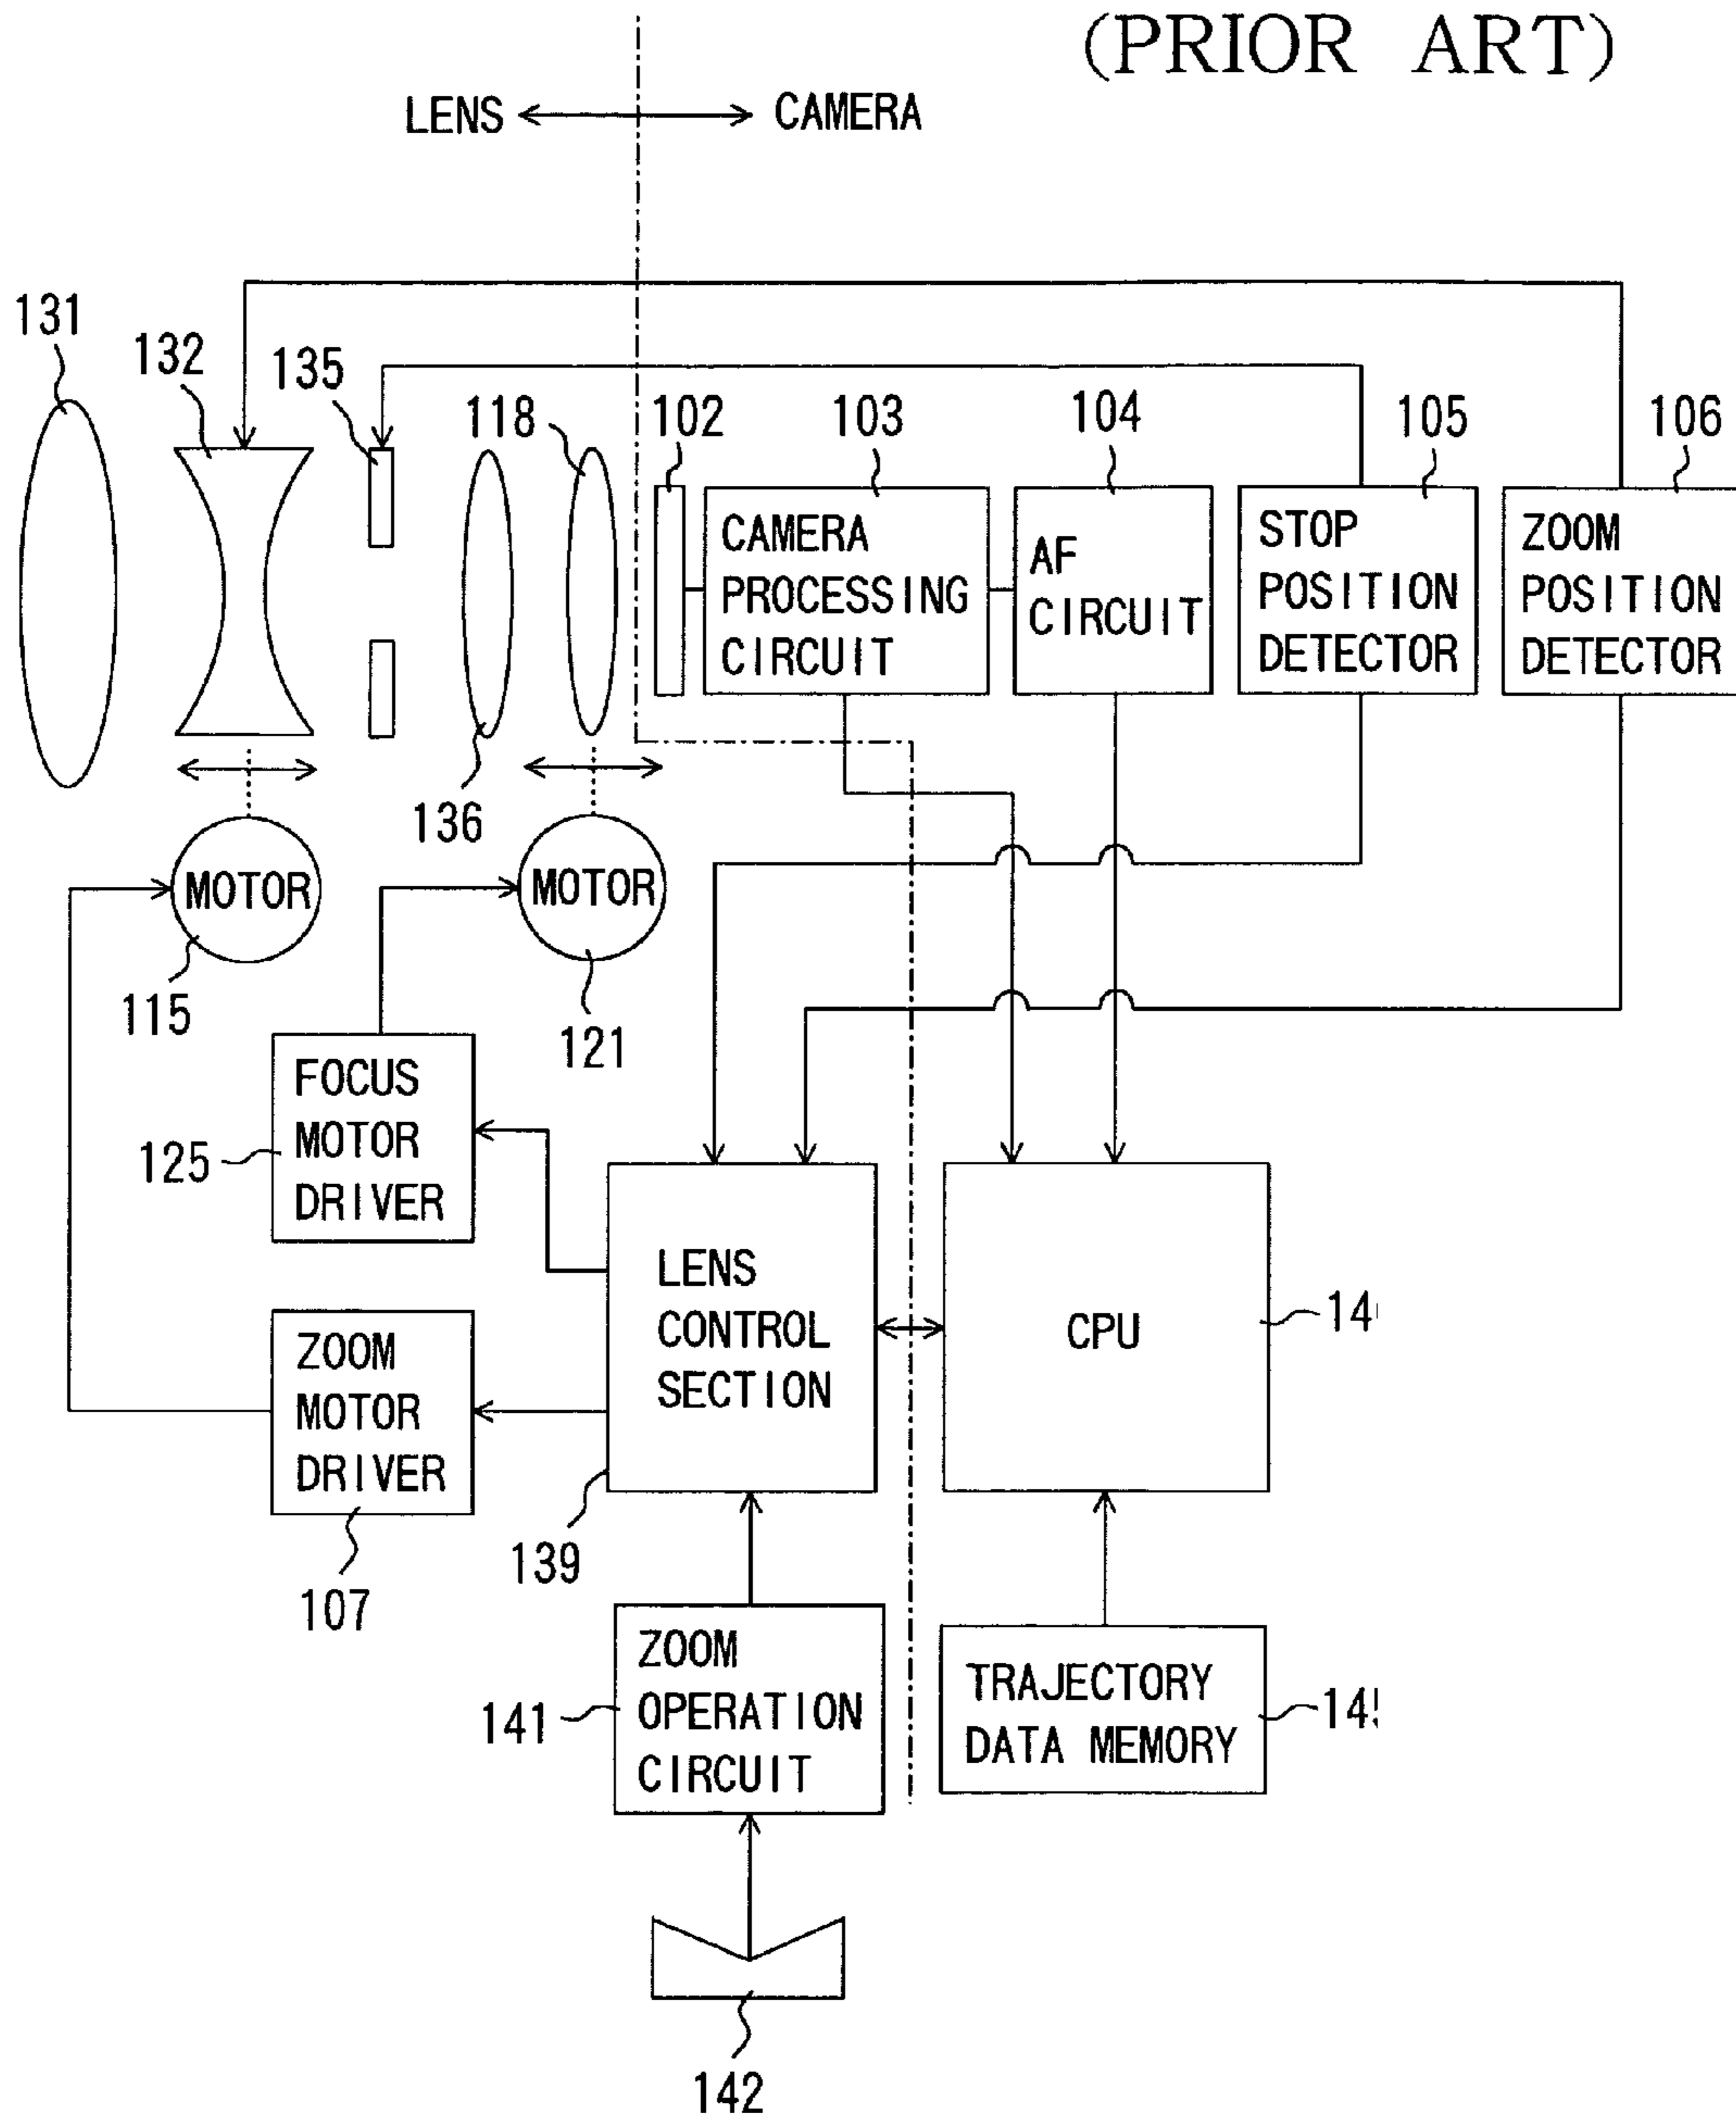 (PRIOR ART)
LENS
CAMERA
131
132
135
118
102
103
104
105
106
CAMERA
PROCESSING
CIRCUIT
AF
CIRCUIT
STOP
POSITION
DETECTOR
ZOOM
POSITION
DETECTOR
136
MOTOR
115
MOTOR
121
FOCUS
MOTOR
DRIVER
125
LENS
CONTROL
SECTION
139
CPU
ZOOM
MOTOR
DRIVER
107
ZOOM
OPERATION
CIRCUIT
141
TRAJECTORY
DATA MEMORY
142